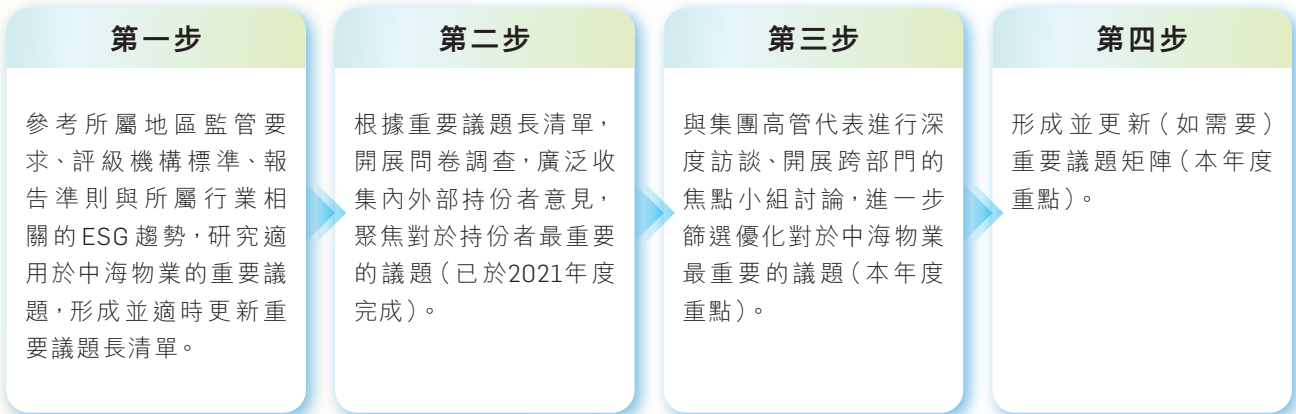 第一步
參考所屬地區監管要
求、評級機構標準、報
告準則與所屬行業相
關的ESG趨勢，研究適
用於中海物業的重要議
題，形成並適時更新重
要議題長清單。
第二步
根據重要議題長清單，
開展問卷調查，廣泛收
集內外部持份者意見，
聚焦對於持份者最重要
的議題（已於2021年度
完成）。
第三步
與集團高管代表進行深
度訪談、開展跨部門的
焦點小組討論，進一步
篩選優化對於中海物業
最重要的議題（本年度
重點）。
第四步
形成並更新（如需要）
重要議題矩陣（本年度
重點）。